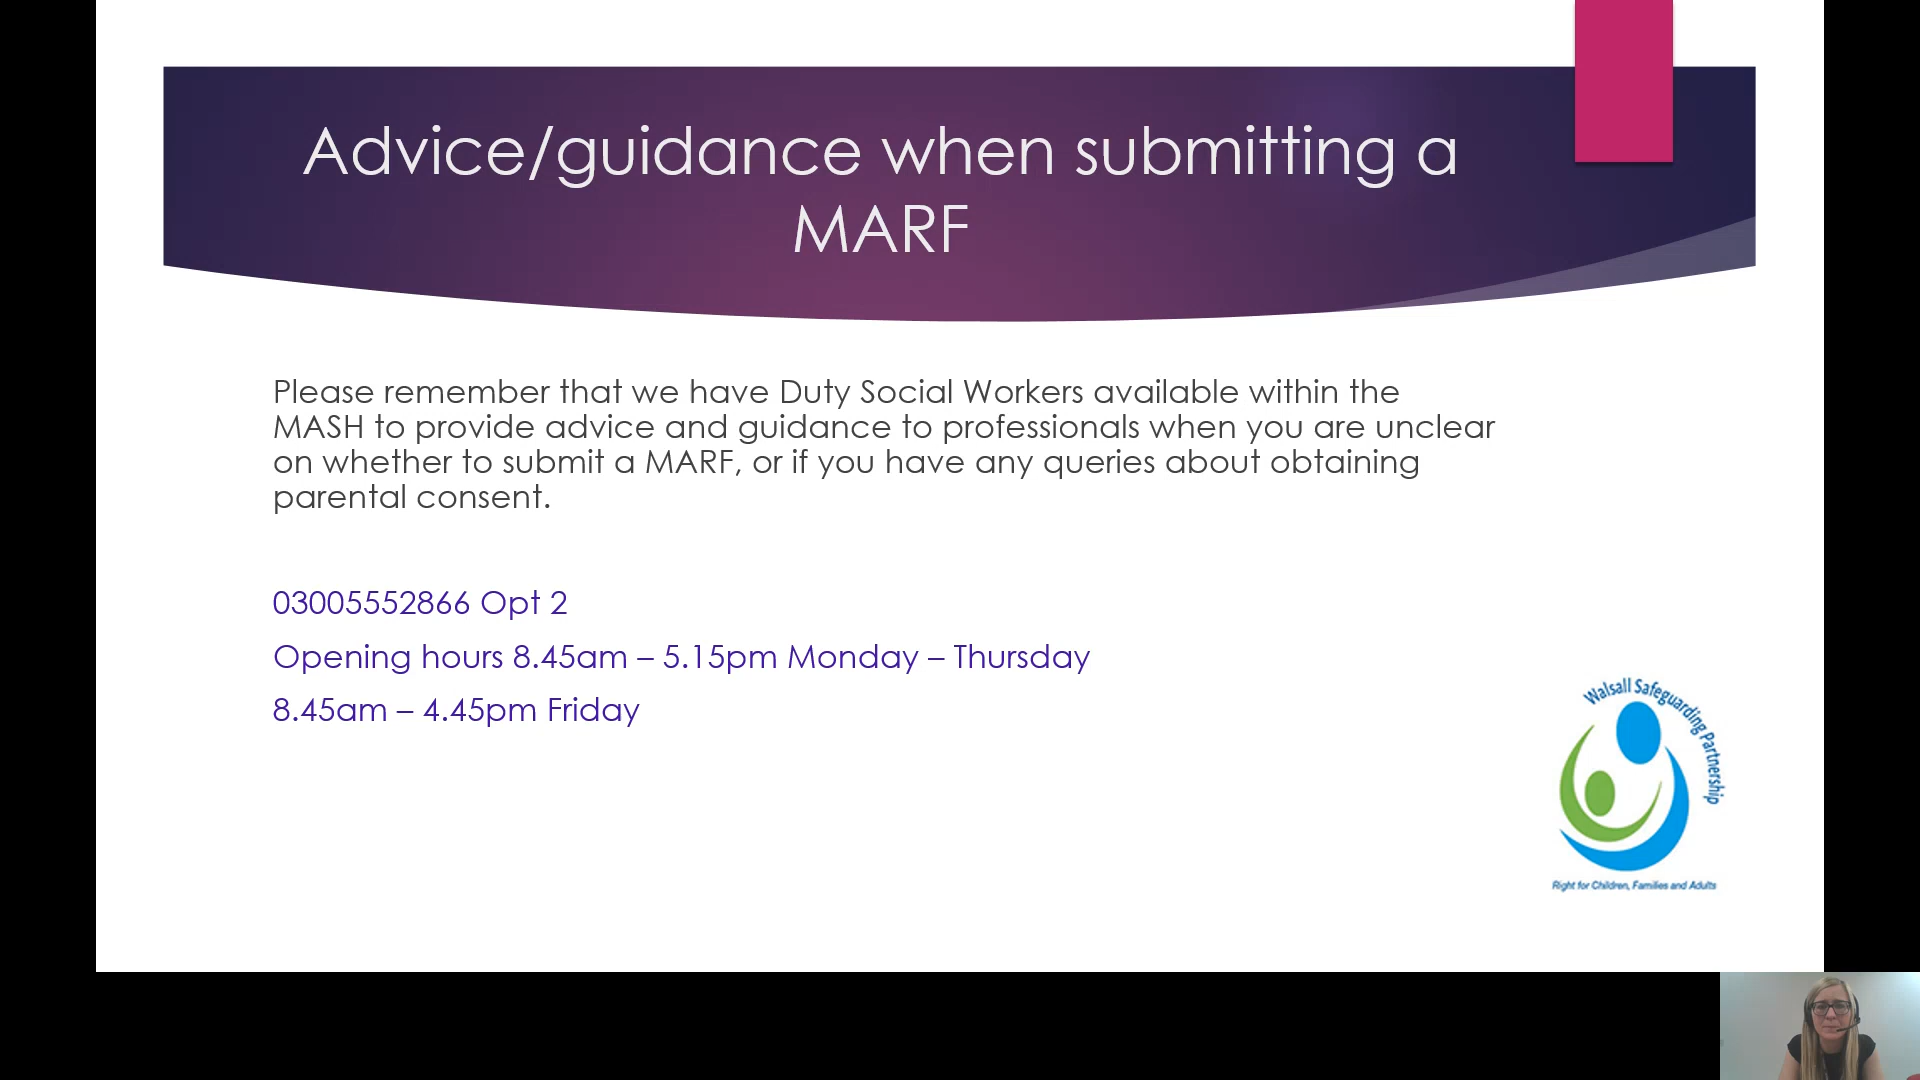 Advice/guidance when submitting a
MARF
Please remember that we have Duty Social Workers available within the
MASH to provide advice and guidance to professionals when you are unclear
on whether to submit a MARF, or if you have any queries about obtaining
parental consent.
03005552866 Opt 2
Opening hours 8.45am – 5.15pm Monday – Thursday
8.45am – 4.45pm Friday
Walsall Safeguarding Partnership
Right for Children, Families and Adults